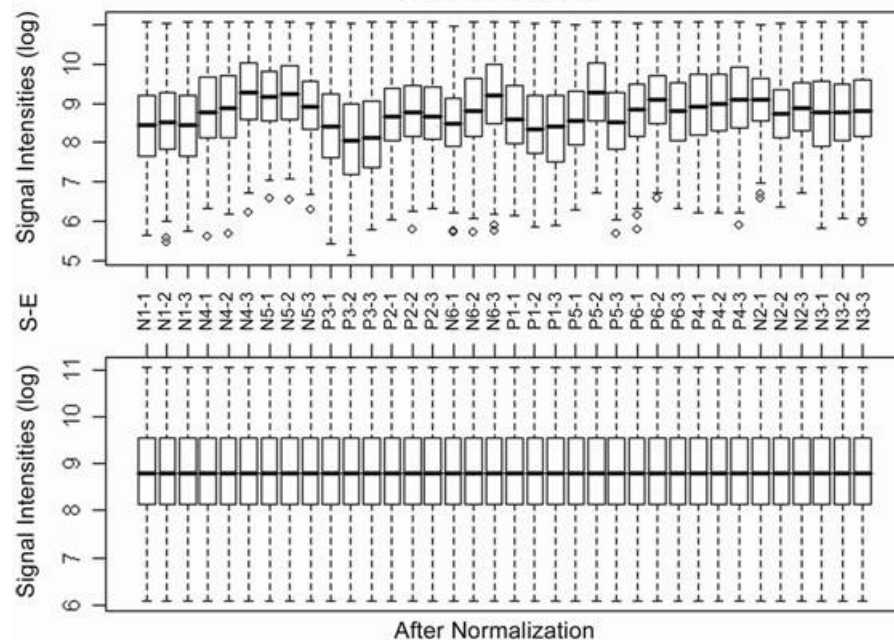 Signal Intensities (log)
10
9
8
7
6
5
S-E
N1-1 N1-2 N1-3 N4-1 N4-2 N4-3 N5-1 N5-2 N5-3 P3-1 P3-2 P3-3 P2-1 P2-2 P2-3 N6-1 N6-2 N6-3 P1-1 P1-2 P1-3 P5-1 P5-2 P5-3 P6-1 P6-2 P6-3 P4-1 P4-2 P4-3 N2-1 N2-2 N2-3 N3-1 N3-2 N3-3
Signal Intensities (log)
11
10
9
8
7
6
After Normalization